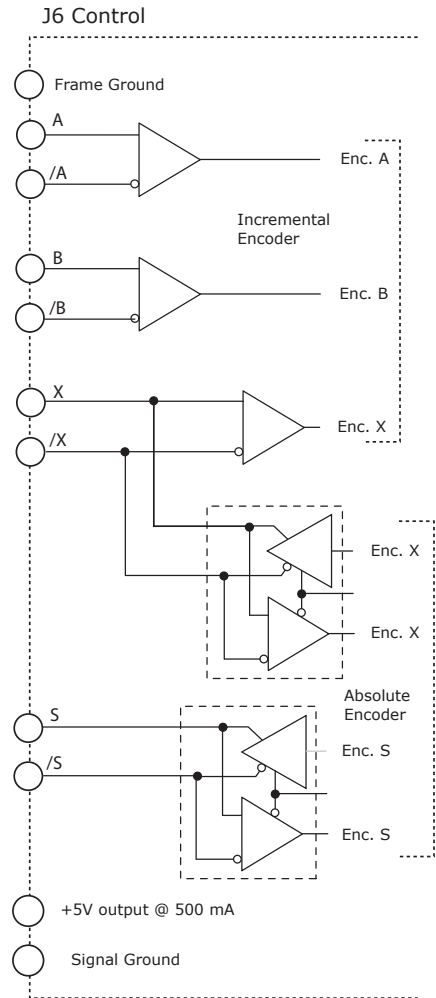 J6 Control
Frame Ground
A
/A
Enc. A
Incremental
Encoder
B
/B
Enc. B
X
/X
Enc. X
Enc. X
Enc. X
Absolute
Encoder
S
/S
Enc. S
Enc. S
+5V output @ 500 mA
Signal Ground